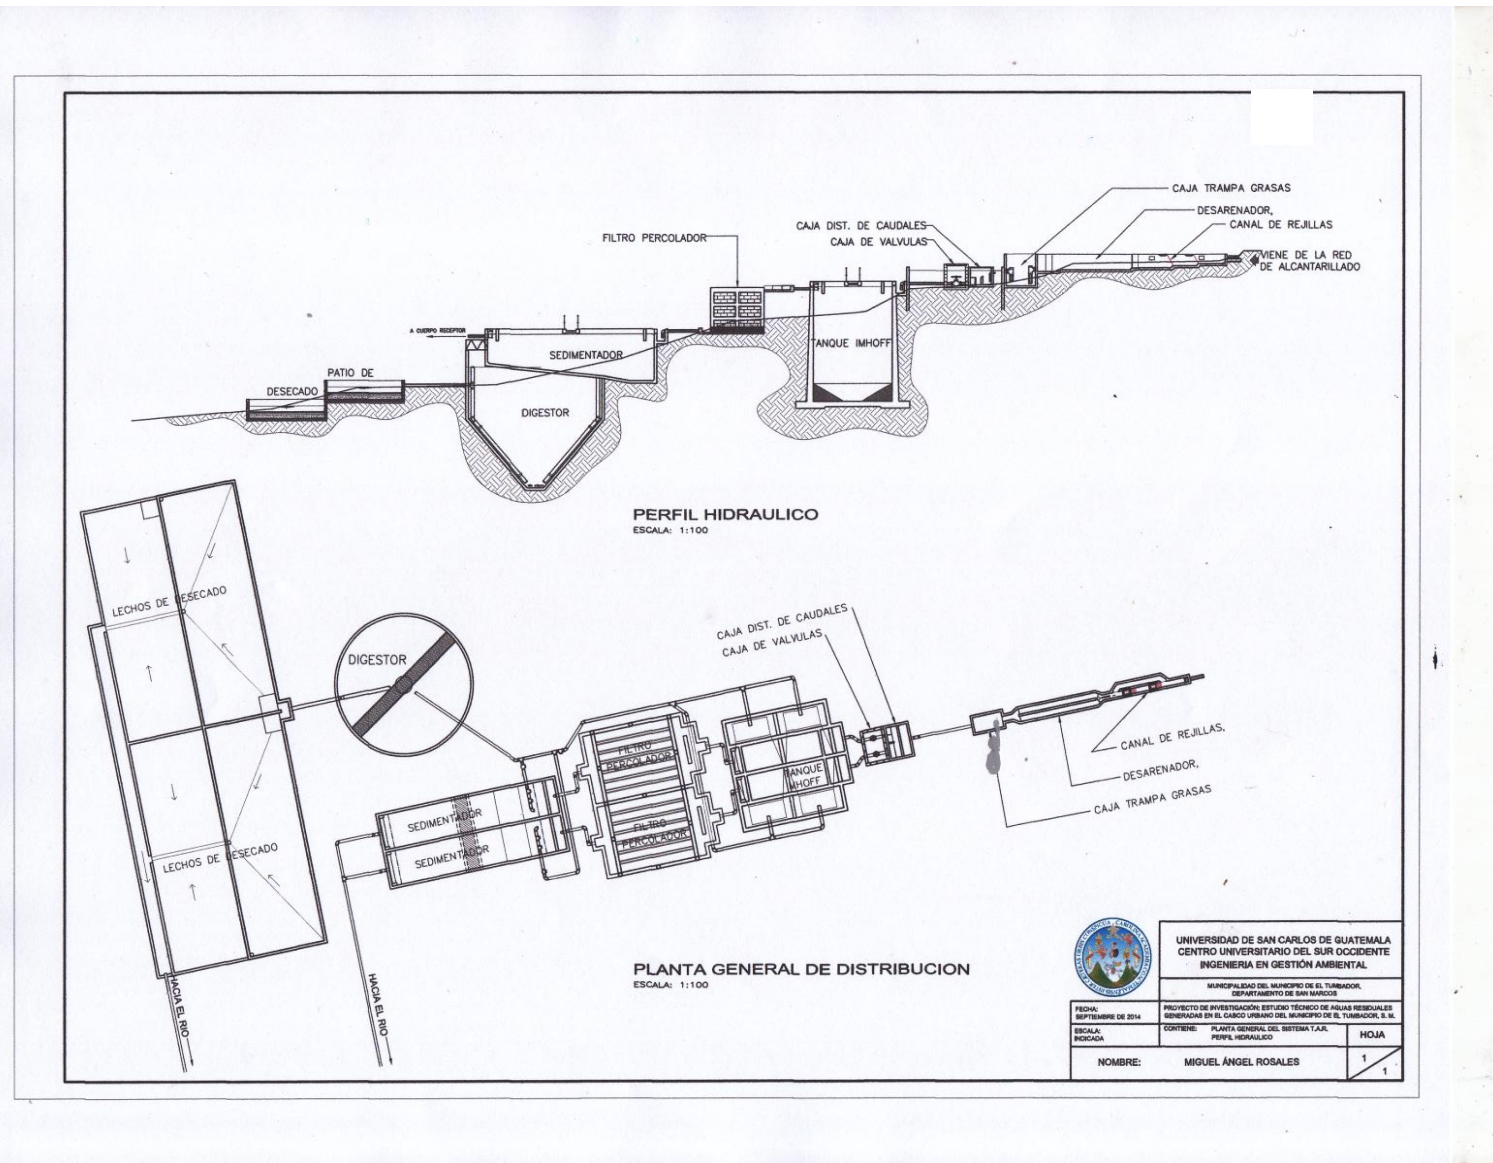 CAJA TRAMPA GRASAS
DESARENADOR,
CANAL DE REJILLAS
CAJA DIST. DE CAUDALES
CAJA DE VALVULAS
FILTRO PERCOLADOR
VIENE DE LA RED
DE ALCANTARILLADO
A CUERPO RECEPTOR
SEDIMENTADOR
TANQUE IMHOFF
PATIO DE
DESECADO
DIGESTOR
PERFIL HIDRAULICO
ESCALA: 1:100
LECHOS DE DESECADO
DIGESTOR
CAJA DIST. DE CAUDALES
CAJA DE VALVULAS
FILTRO
PERCOLADOR
TANQUE
IMHOFF
CANAL DE REJILLAS,
DESARENADOR,
CAJA TRAMPA GRASAS
SEDIMENTADOR
FILTRO
PERCOLADOR
SEDIMENTADOR
LECHOS DE DESECADO
HACIA EL RIO
HACIA EL RIO
PLANTA GENERAL DE DISTRIBUCION
ESCALA: 1:100
UNIVERSIDAD DE SAN CARLOS DE GUATEMALA
CENTRO UNIVERSITARIO DEL SUR OCCIDENTE
INGENIERIA EN GESTIÓN AMBIENTAL
MUNICIPALIDAD DEL MUNICIPIO DE EL TUMBADOR,
DEPARTAMENTO DE SAN MARCOS
FECHA:
SEPTIEMBRE DE 2014
PROYECTO DE INVESTIGACIÓN: ESTUDIO TÉCNICO DE AGUAS RESIDUALES
GENERADAS EN EL CASCO URBANO DEL MUNICIPIO DE EL TUMBADOR, S. M.
ESCALA:
INDICADA
CONTIENE: PLANTA GENERAL DEL SISTEMA T.A.R.
PERFIL HIDRAULICO
HOJA
NOMBRE: MIGUEL ÁNGEL ROSALES
1
1